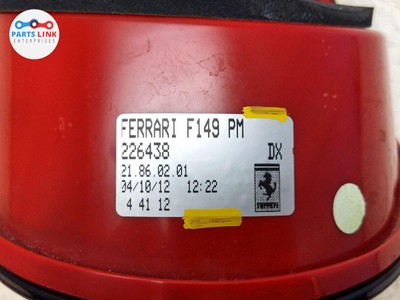 PARTS LINK
ENTERPRISES
FERRARI F149 PM
226438 DX
21.86.02.01
04/10/12 12:22
4 41 12
Ferrari